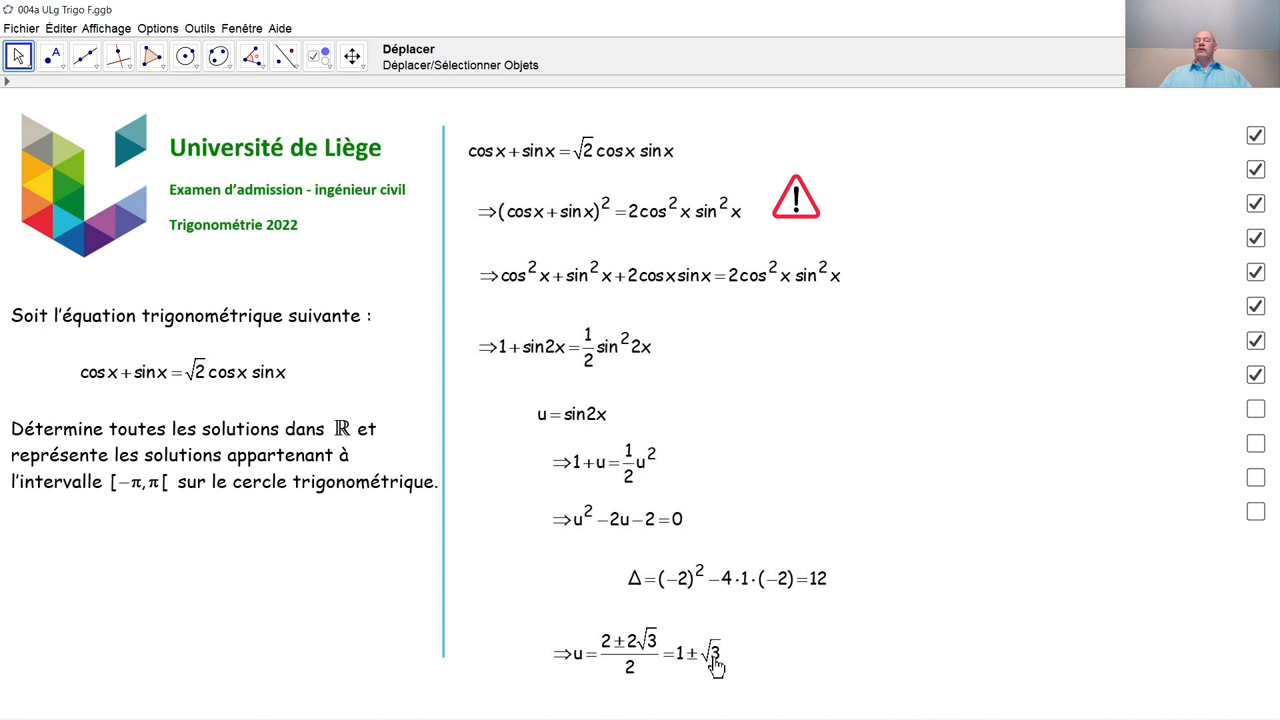 004a ULg Trigo F.ggb
Fichier Éditer Affichage Options Outils Fenêtre Aide
A
Déplacer
Déplacer/Sélectionner Objets
Université de Liège
Examen d'admission - ingénieur civil
Trigonométrie 2022
Soit l'équation trigonométrique suivante :
cos x + sin x = √2 cos x sin x
Détermine toutes les solutions dans ℝ et
représente les solutions appartenant à
l'intervalle [−π, π[ sur le cercle trigonométrique.
cos x + sin x = √2 cos x sin x
⇒ (cos x + sin x)² = 2cos² x sin² x
!
⇒ cos² x + sin² x + 2cos x sin x = 2cos² x sin² x
⇒ 1 + sin2x = 1/2 sin² 2x
u = sin2x
⇒ 1 + u = 1/2 u²
⇒ u² − 2u − 2 = 0
Δ = (−2)² − 4·1·(−2) = 12
⇒ u = (2 ± 2√3)/2 = 1 ± √3